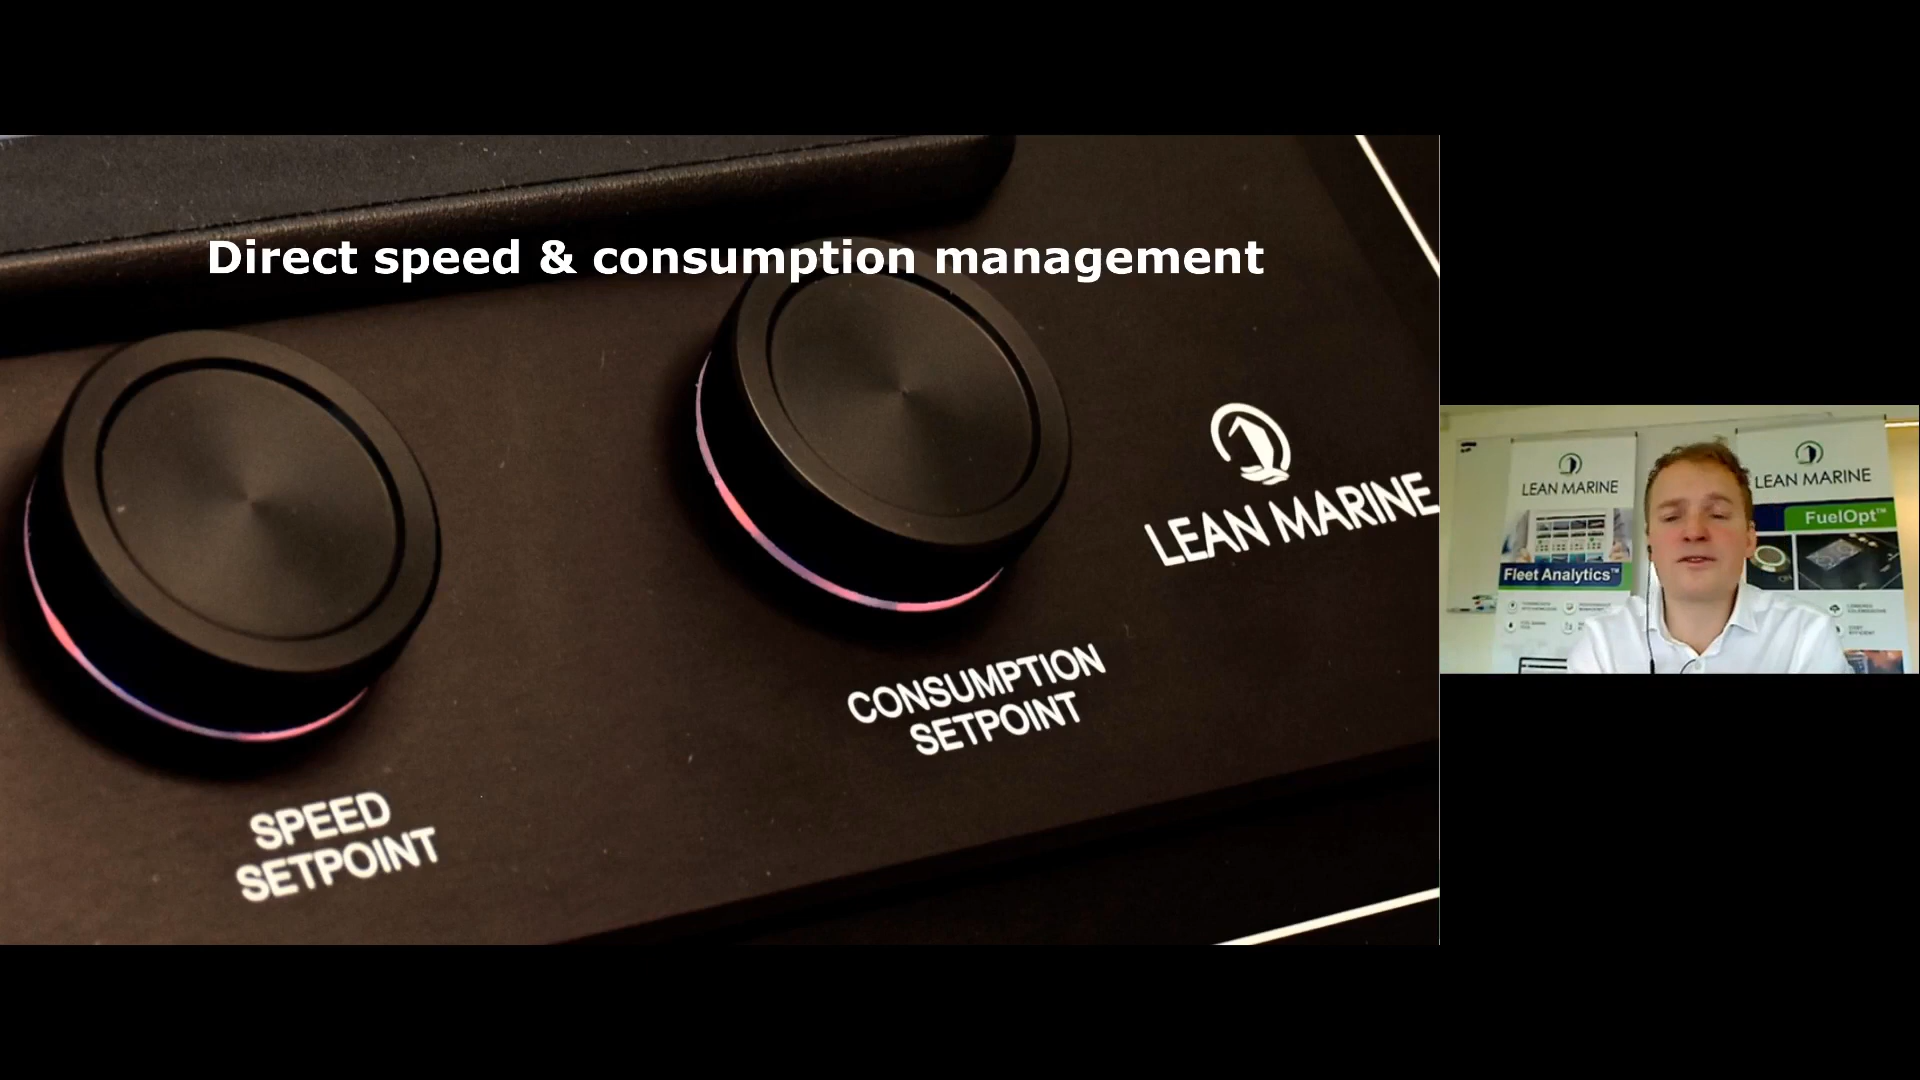 Direct speed & consumption management
LEAN MARINE
CONSUMPTION
SETPOINT
SPEED
SETPOINT
LEAN MARINE
LEAN MARINE
FuelOpt™
Fleet Analytics™